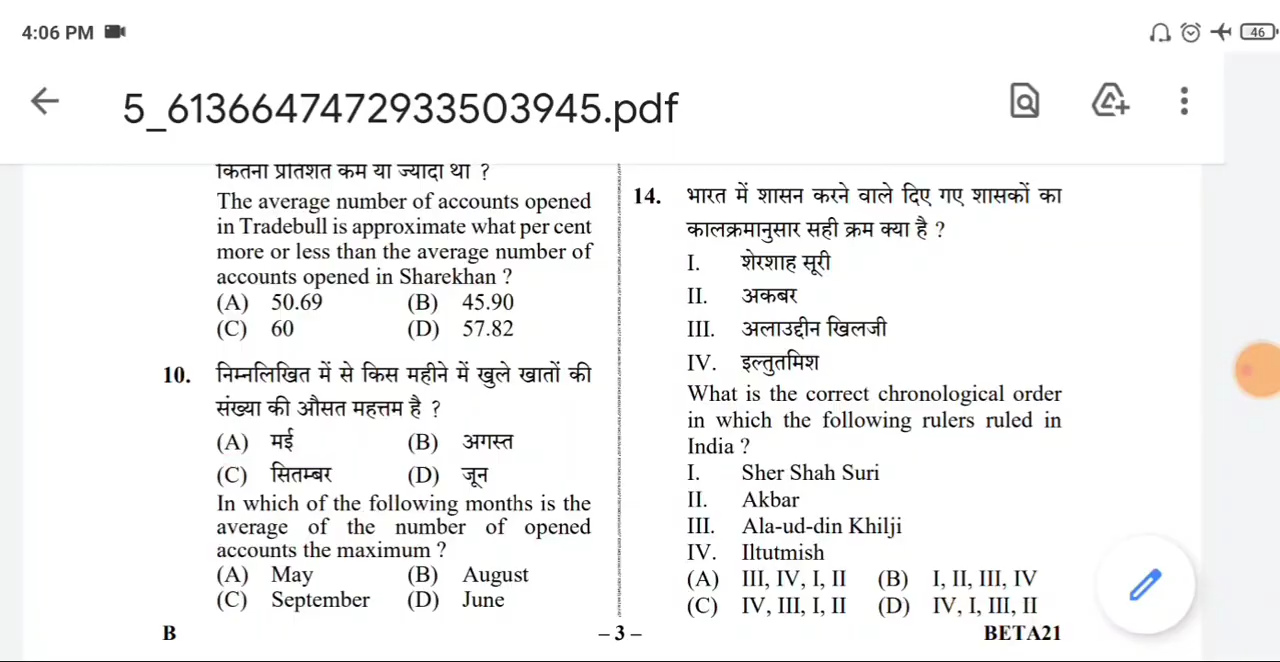 4:06 PM
46
5_6136647472933503945.pdf
कितना प्रतिशत कम या ज्यादा था ?
The average number of accounts opened
in Tradebull is approximate what per cent
more or less than the average number of
accounts opened in Sharekhan ?
(A) 50.69 (B) 45.90
(C) 60 (D) 57.82
10. निम्नलिखित में से किस महीने में खुले खातों की
संख्या की औसत महत्तम है ?
(A) मई (B) अगस्त
(C) सितम्बर (D) जून
In which of the following months is the
average of the number of opened
accounts the maximum ?
(A) May (B) August
(C) September (D) June
14. भारत में शासन करने वाले दिए गए शासकों का
कालक्रमानुसार सही क्रम क्या है ?
I. शेरशाह सूरी
II. अकबर
III. अलाउद्दीन खिलजी
IV. इल्तुतमिश
What is the correct chronological order
in which the following rulers ruled in
India ?
I. Sher Shah Suri
II. Akbar
III. Ala-ud-din Khilji
IV. Iltutmish
(A) III, IV, I, II (B) I, II, III, IV
(C) IV, III, I, II (D) IV, I, III, II
B – 3 – BETA21